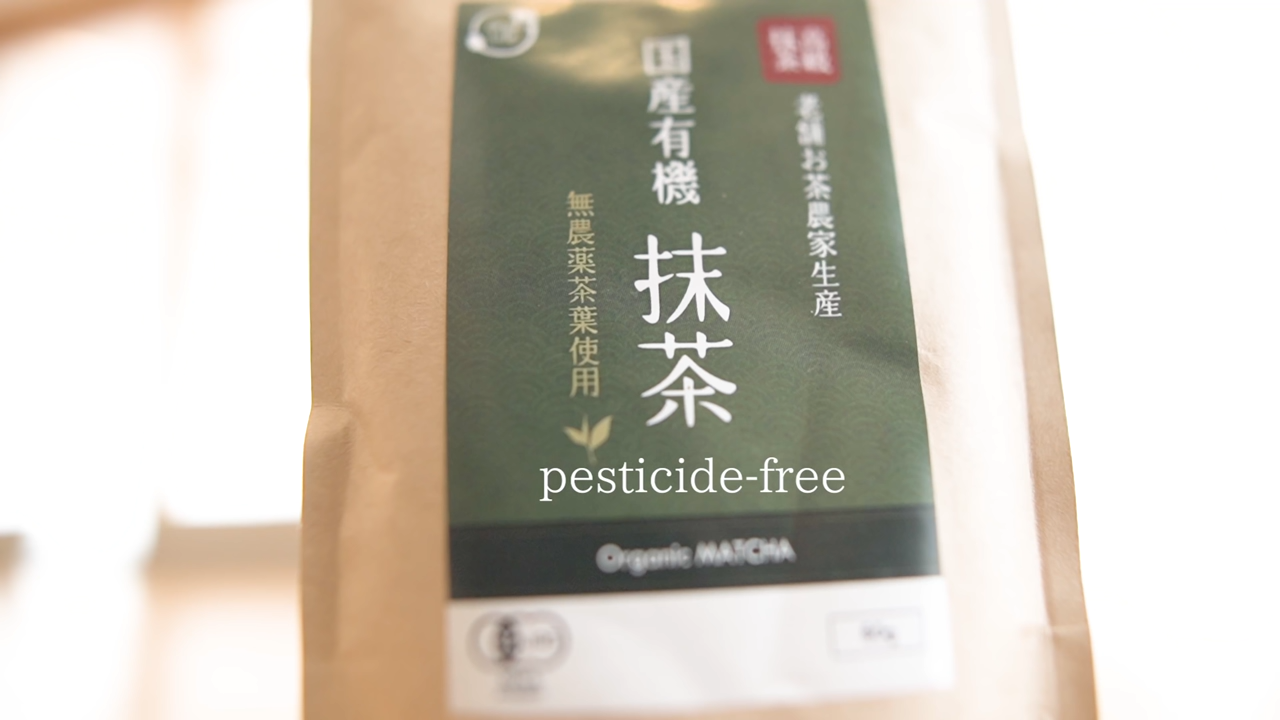 老舗お茶農家生産
国産有機
抹茶
無農薬茶葉使用
pesticide-free
Organic MATCHA